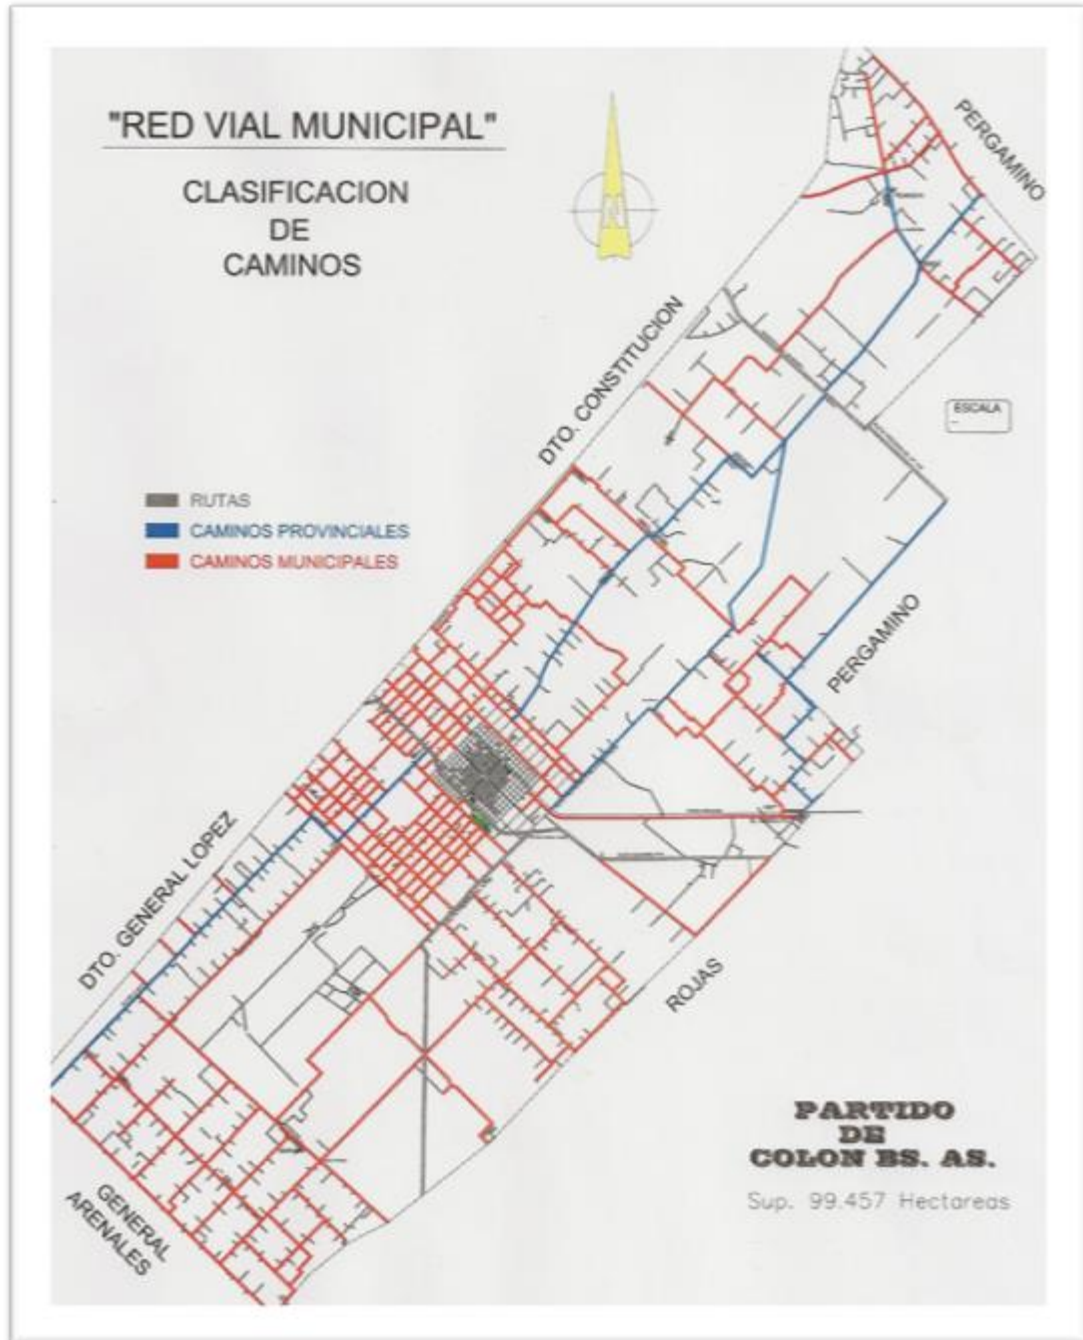 "RED VIAL MUNICIPAL"
CLASIFICACION
DE
CAMINOS
PERGAMINO
DTO. CONSTITUCION
ESCALA
RUTAS
CAMINOS PROVINCIALES
CAMINOS MUNICIPALES
PERGAMINO
DTO. GENERAL LOPEZ
ROJAS
GENERAL
ARENALES
PARTIDO
DE
COLON BS. AS.
Sup. 99.457 Hectareas